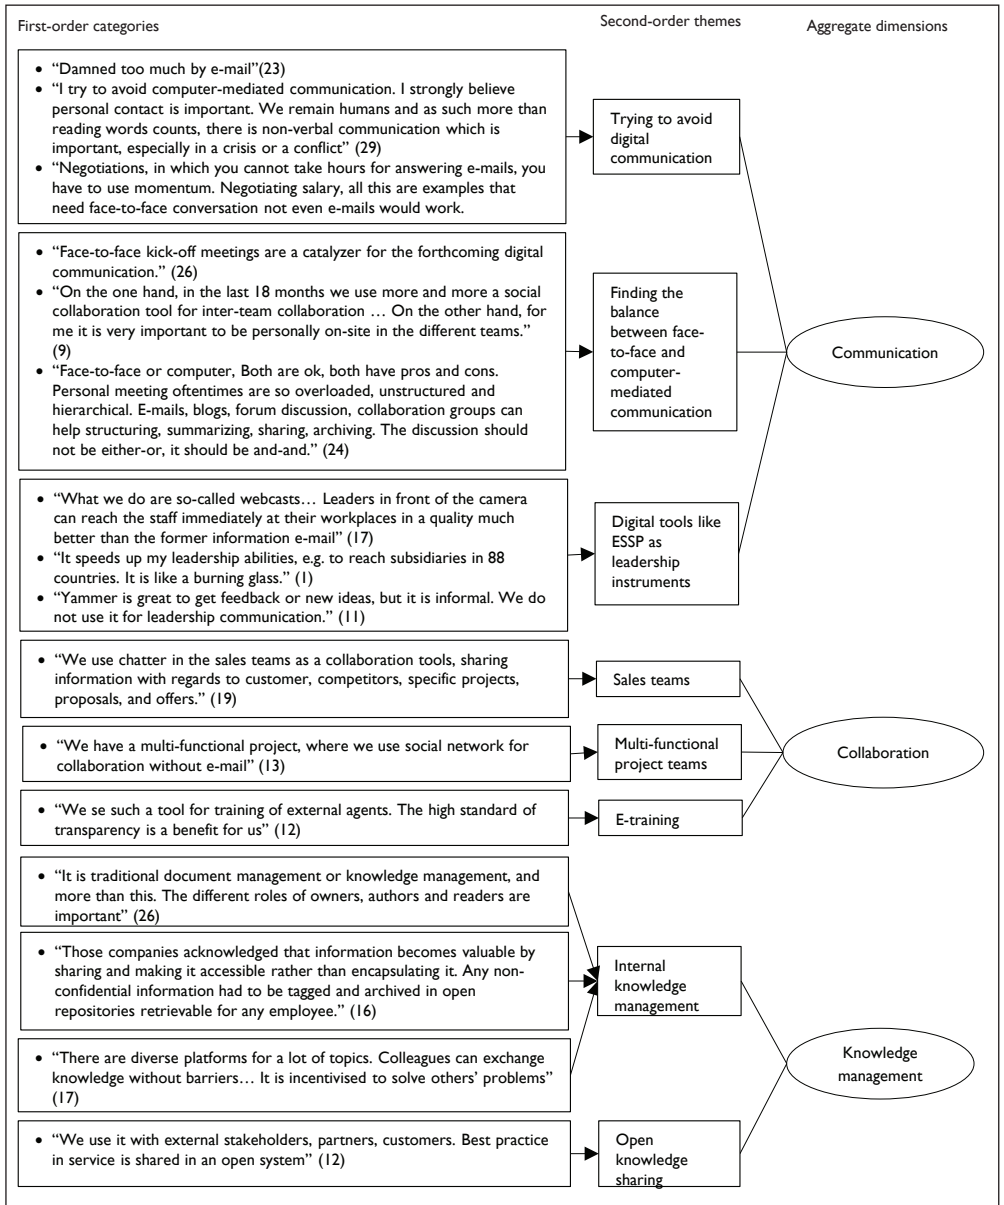 First-order categories
Second-order themes
Aggregate dimensions
• “Damned too much by e-mail”(23)
• “I try to avoid computer-mediated communication. I strongly believe
personal contact is important. We remain humans and as such more than
reading words counts, there is non-verbal communication which is
important, especially in a crisis or a conflict” (29)
• “Negotiations, in which you cannot take hours for answering e-mails, you
have to use momentum. Negotiating salary, all this are examples that
need face-to-face conversation not even e-mails would work.
Trying to avoid
digital
communication
• “Face-to-face kick-off meetings are a catalyzer for the forthcoming digital
communication.” (26)
• “On the one hand, in the last 18 months we use more and more a social
collaboration tool for inter-team collaboration … On the other hand, for
me it is very important to be personally on-site in the different teams.”
(9)
• “Face-to-face or computer, Both are ok, both have pros and cons.
Personal meeting oftentimes are so overloaded, unstructured and
hierarchical. E-mails, blogs, forum discussion, collaboration groups can
help structuring, summarizing, sharing, archiving. The discussion should
not be either-or, it should be and-and.” (24)
Finding the
balance
between face-
to-face and
computer-
mediated
communication
Communication
• “What we do are so-called webcasts… Leaders in front of the camera
can reach the staff immediately at their workplaces in a quality much
better than the former information e-mail” (17)
• “It speeds up my leadership abilities, e.g. to reach subsidiaries in 88
countries. It is like a burning glass.” (1)
• “Yammer is great to get feedback or new ideas, but it is informal. We do
not use it for leadership communication.” (11)
Digital tools like
ESSP as
leadership
instruments
• “We use chatter in the sales teams as a collaboration tools, sharing
information with regards to customer, competitors, specific projects,
proposals, and offers.” (19)
Sales teams
• “We have a multi-functional project, where we use social network for
collaboration without e-mail” (13)
Multi-functional
project teams
Collaboration
• “We se such a tool for training of external agents. The high standard of
transparency is a benefit for us” (12)
E-training
• “It is traditional document management or knowledge management, and
more than this. The different roles of owners, authors and readers are
important” (26)
• “Those companies acknowledged that information becomes valuable by
sharing and making it accessible rather than encapsulating it. Any non-
confidential information had to be tagged and archived in open
repositories retrievable for any employee.” (16)
Internal
knowledge
management
• “There are diverse platforms for a lot of topics. Colleagues can exchange
knowledge without barriers… It is incentivised to solve others’ problems”
(17)
Knowledge
management
• “We use it with external stakeholders, partners, customers. Best practice
in service is shared in an open system” (12)
Open
knowledge
sharing